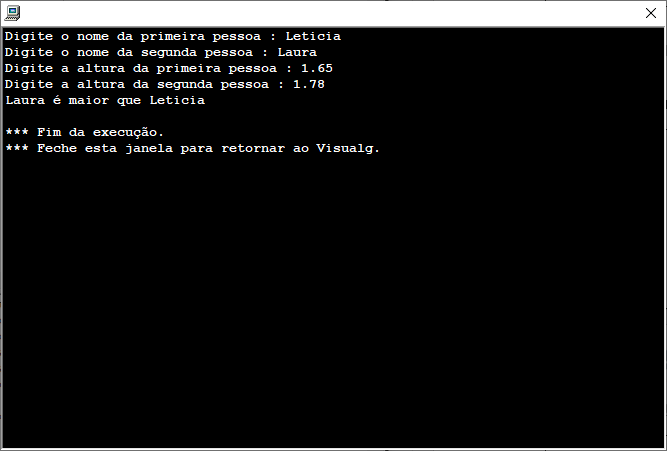 Digite o nome da primeira pessoa : Leticia
Digite o nome da segunda pessoa : Laura
Digite a altura da primeira pessoa : 1.65
Digite a altura da segunda pessoa : 1.78
Laura é maior que Leticia
*** Fim da execução.
*** Feche esta janela para retornar ao Visualg.